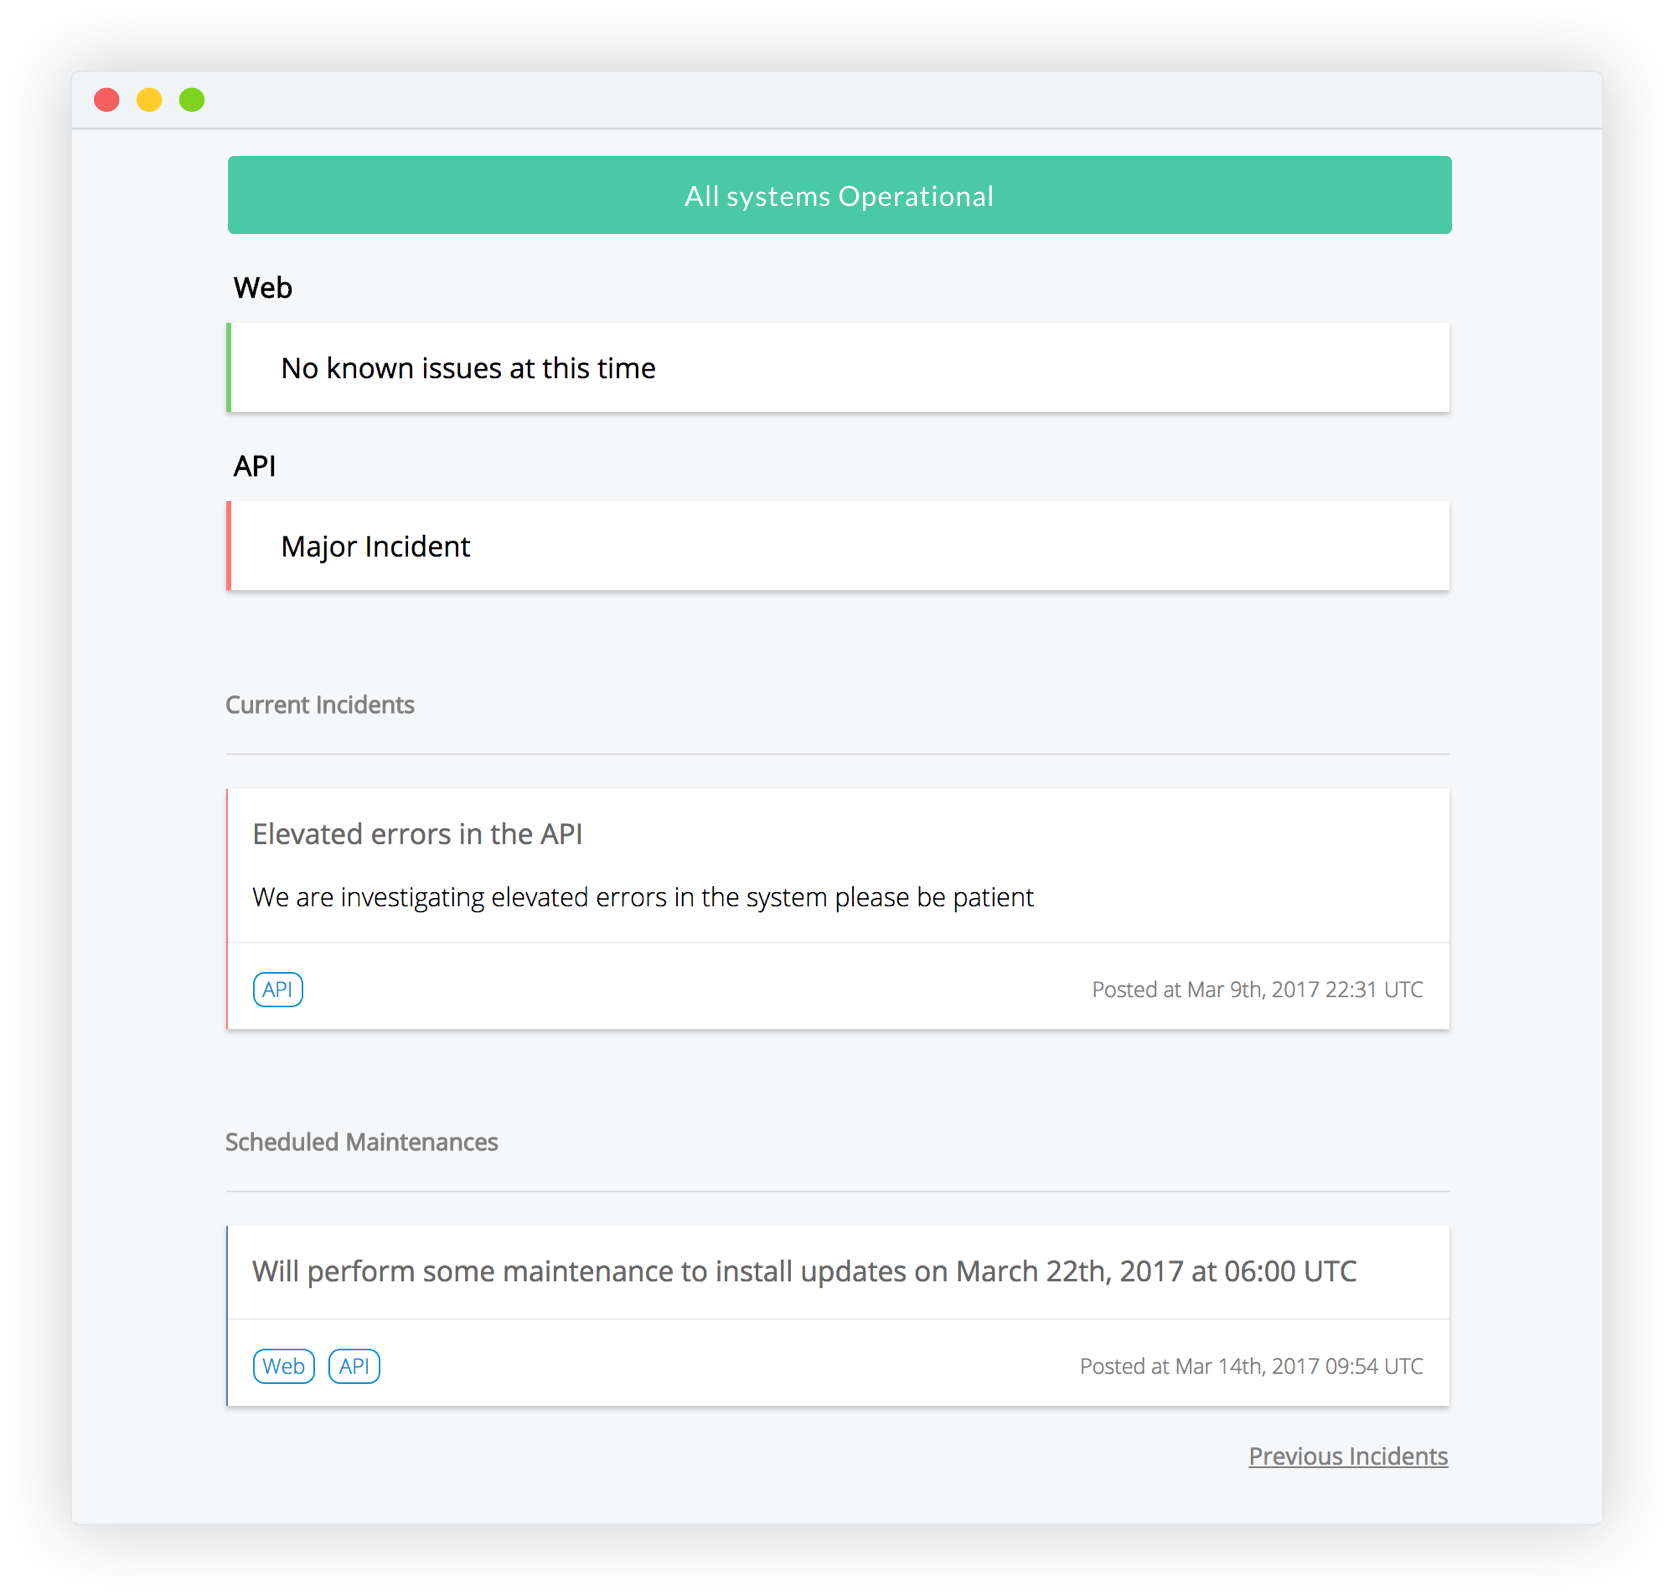 All systems Operational
Web
No known issues at this time
API
Major Incident
Current Incidents
Elevated errors in the API
We are investigating elevated errors in the system please be patient
API
Posted at Mar 9th, 2017 22:31 UTC
Scheduled Maintenances
Will perform some maintenance to install updates on March 22th, 2017 at 06:00 UTC
Web API
Posted at Mar 14th, 2017 09:54 UTC
Previous Incidents